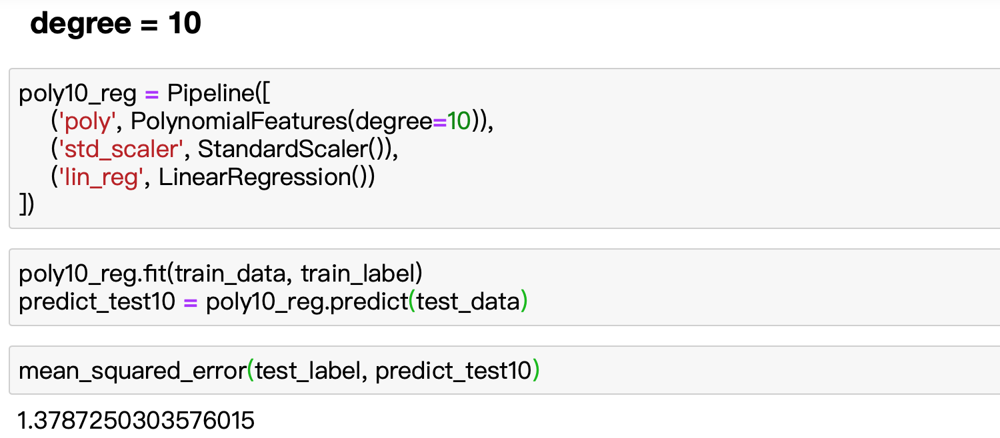 degree = 10
poly10_reg = Pipeline([
    ('poly', PolynomialFeatures(degree=10)),
    ('std_scaler', StandardScaler()),
    ('lin_reg', LinearRegression())
])
poly10_reg.fit(train_data, train_label)
predict_test10 = poly10_reg.predict(test_data)
mean_squared_error(test_label, predict_test10)
1.3787250303576015